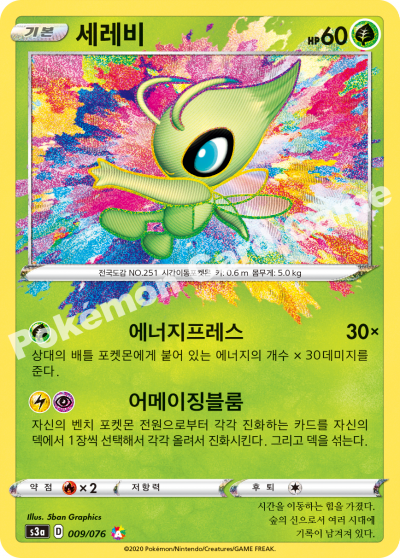 기본 세레비 HP60
전국도감 NO.251 시간이동포켓몬 키: 0.6 m 몸무게: 5.0 kg
에너지프레스 30×
상대의 배틀 포켓몬에게 붙어 있는 에너지의 개수 × 30데미지를
준다.
어메이징블룸
자신의 벤치 포켓몬 전원으로부터 각각 진화하는 카드를 자신의
덱에서 1장씩 선택해서 각각 올려서 진화시킨다. 그리고 덱을 섞는다.
약점 ×2 저항력 후퇴
Illus. 5ban Graphics
s3a D 009/076
시간을 이동하는 힘을 가졌다.
숲의 신으로서 여러 시대에
기록이 남겨져 있다.
©2020 Pokémon/Nintendo/Creatures/GAME FREAK.
Pokémon Card Game